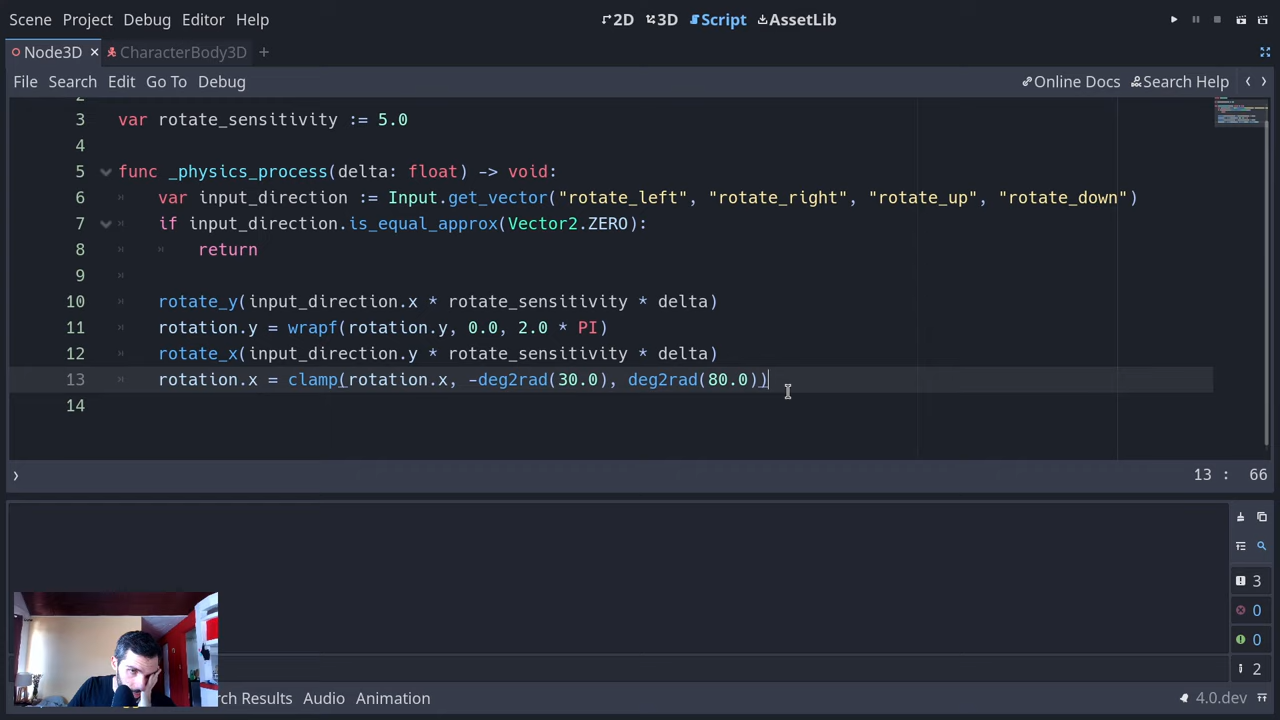 Scene Project Debug Editor Help 2D 3D Script AssetLib
Node3D × CharacterBody3D +
File Search Edit Go To Debug Online Docs Search Help
2
3 var rotate_sensitivity := 5.0
4
5 func _physics_process(delta: float) -> void:
6 var input_direction := Input.get_vector("rotate_left", "rotate_right", "rotate_up", "rotate_down")
7 if input_direction.is_equal_approx(Vector2.ZERO):
8 return
9
10 rotate_y(input_direction.x * rotate_sensitivity * delta)
11 rotation.y = wrapf(rotation.y, 0.0, 2.0 * PI)
12 rotate_x(input_direction.y * rotate_sensitivity * delta)
13 rotation.x = clamp(rotation.x, -deg2rad(30.0), deg2rad(80.0))
14
13 : 66
3
0
0
2
rch Results Audio Animation 4.0.dev